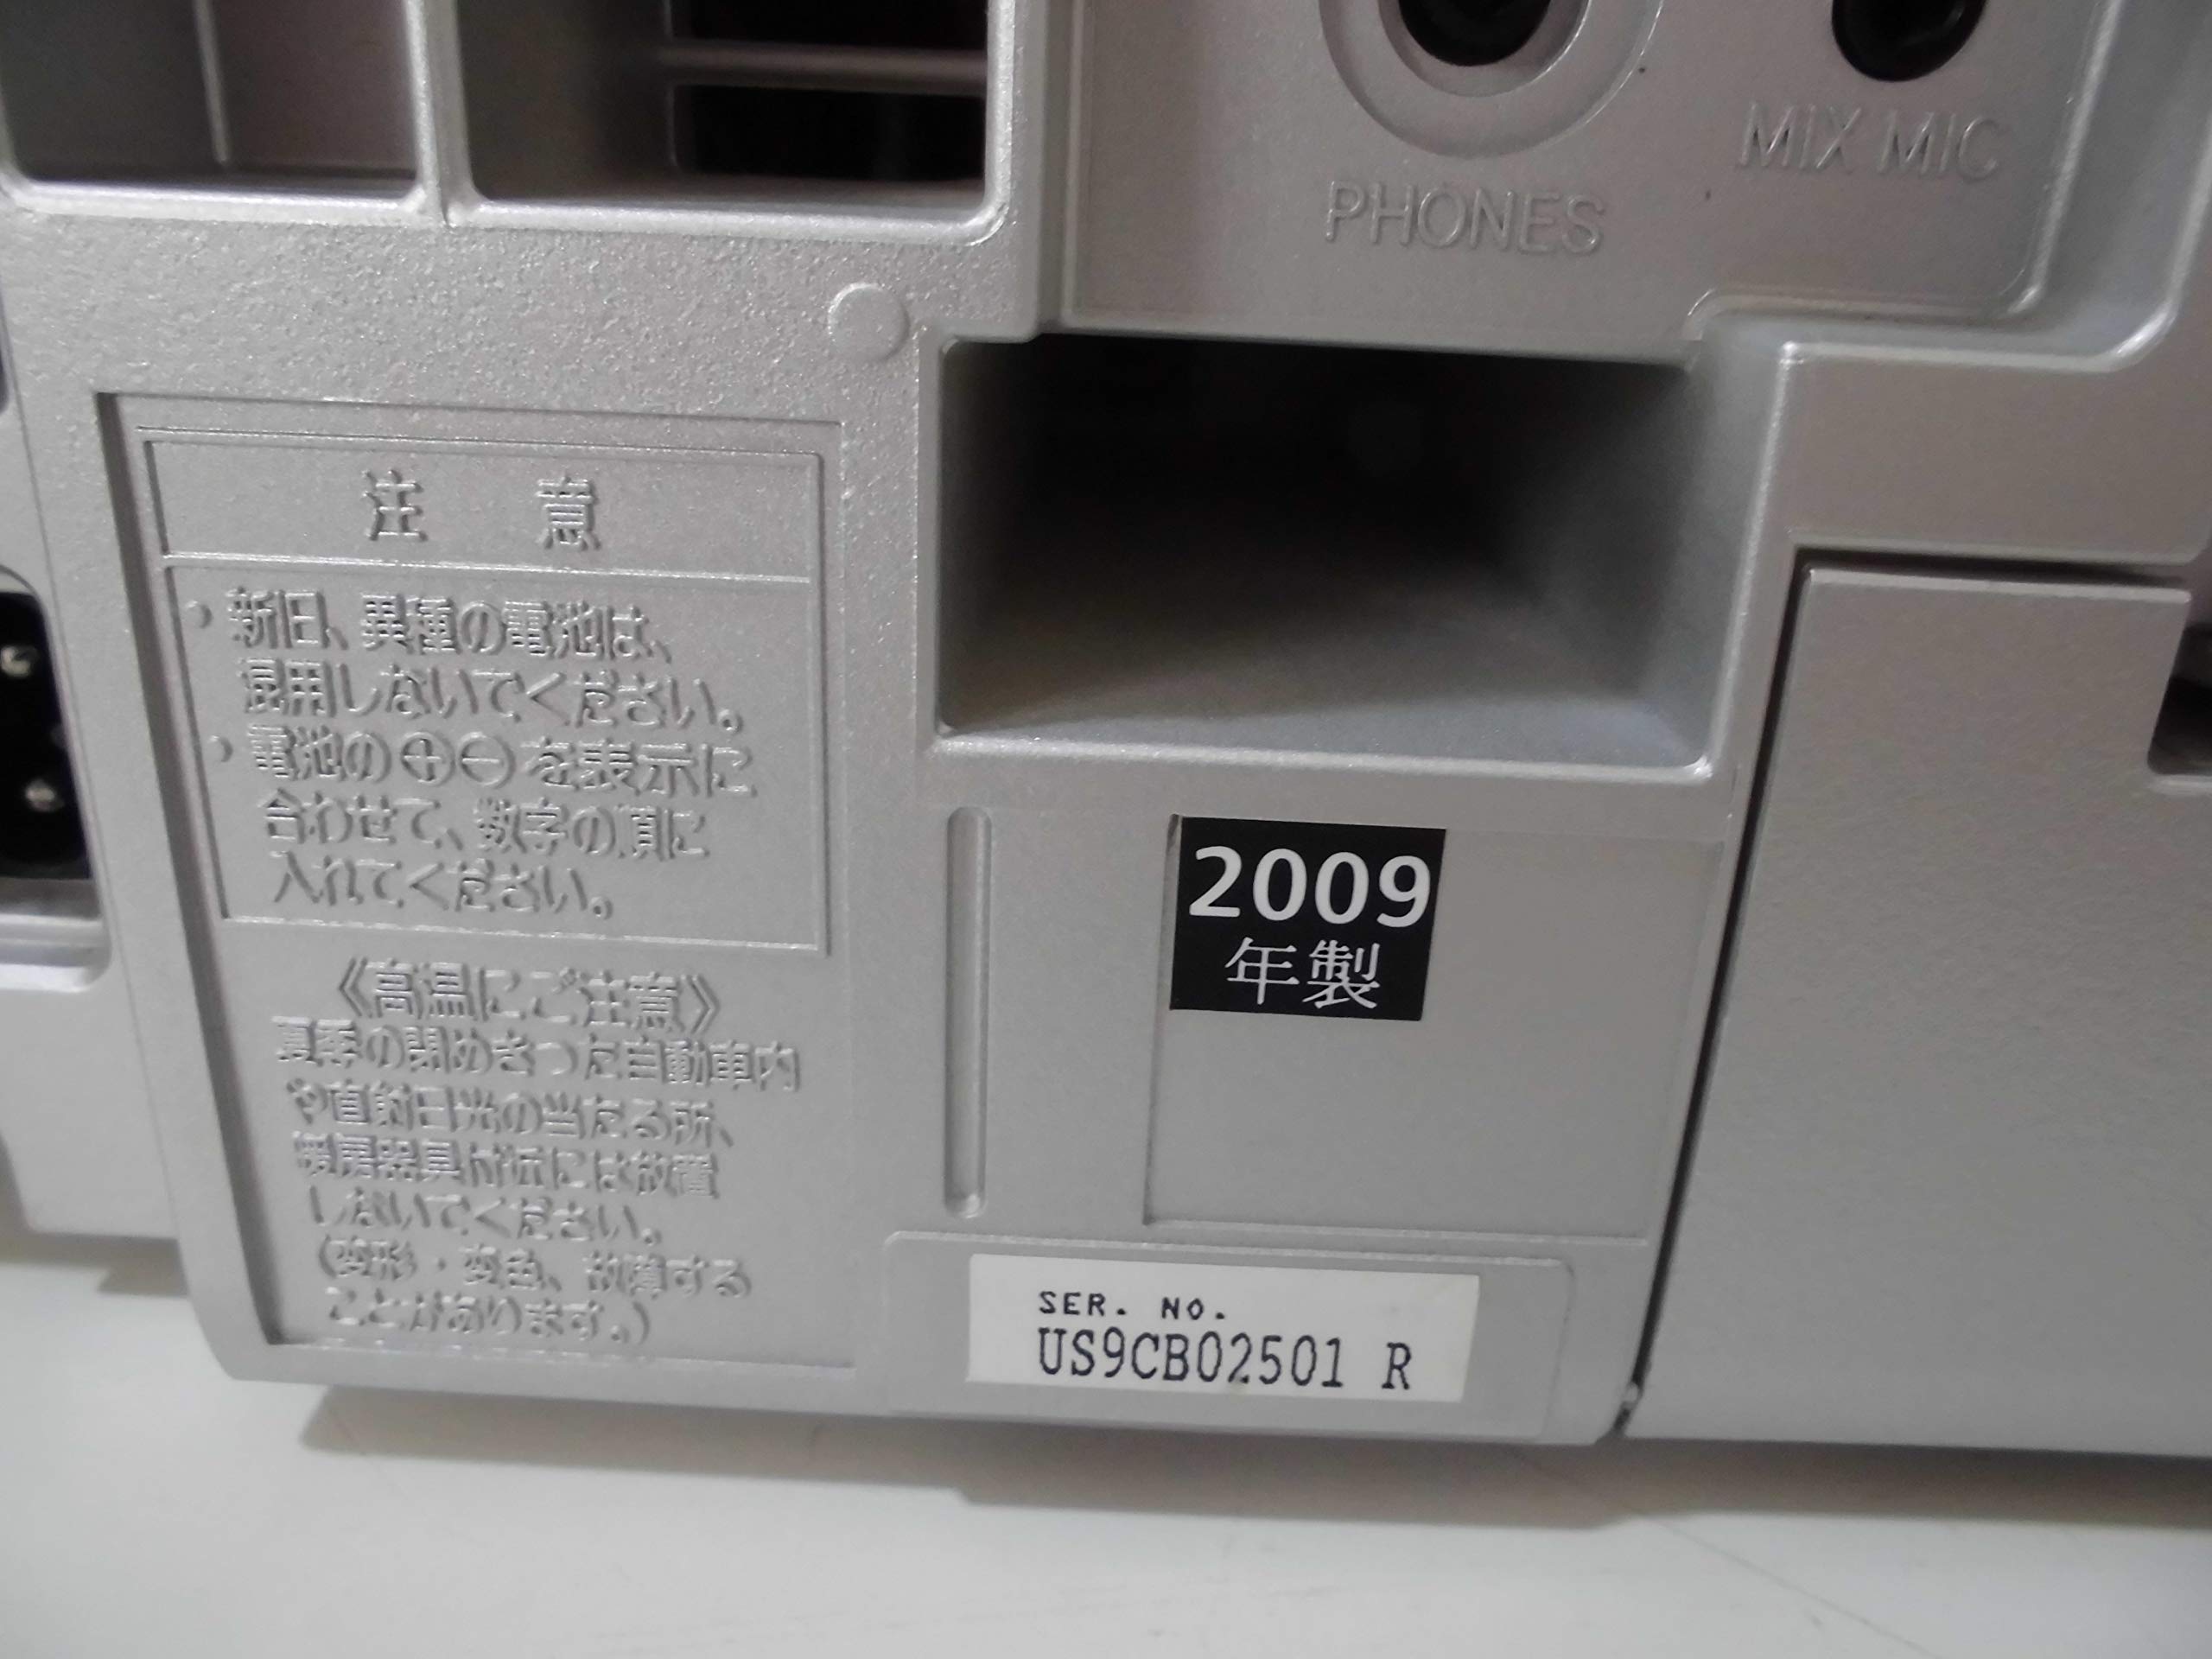 PHONES
MIX MIC
注 意
・新旧、異種の電池は、
混用しないでください。
・電池の⊕⊖を表示に
合わせて、数字の順に
入れてください。
《高温にご注意》
夏季の閉めきった自動車内
や直射日光の当たる所、
暖房器具付近には放置
しないでください。
(変形・変色、故障する
ことがあります。)
2009
年製
SER. NO.
US9CB02501 R